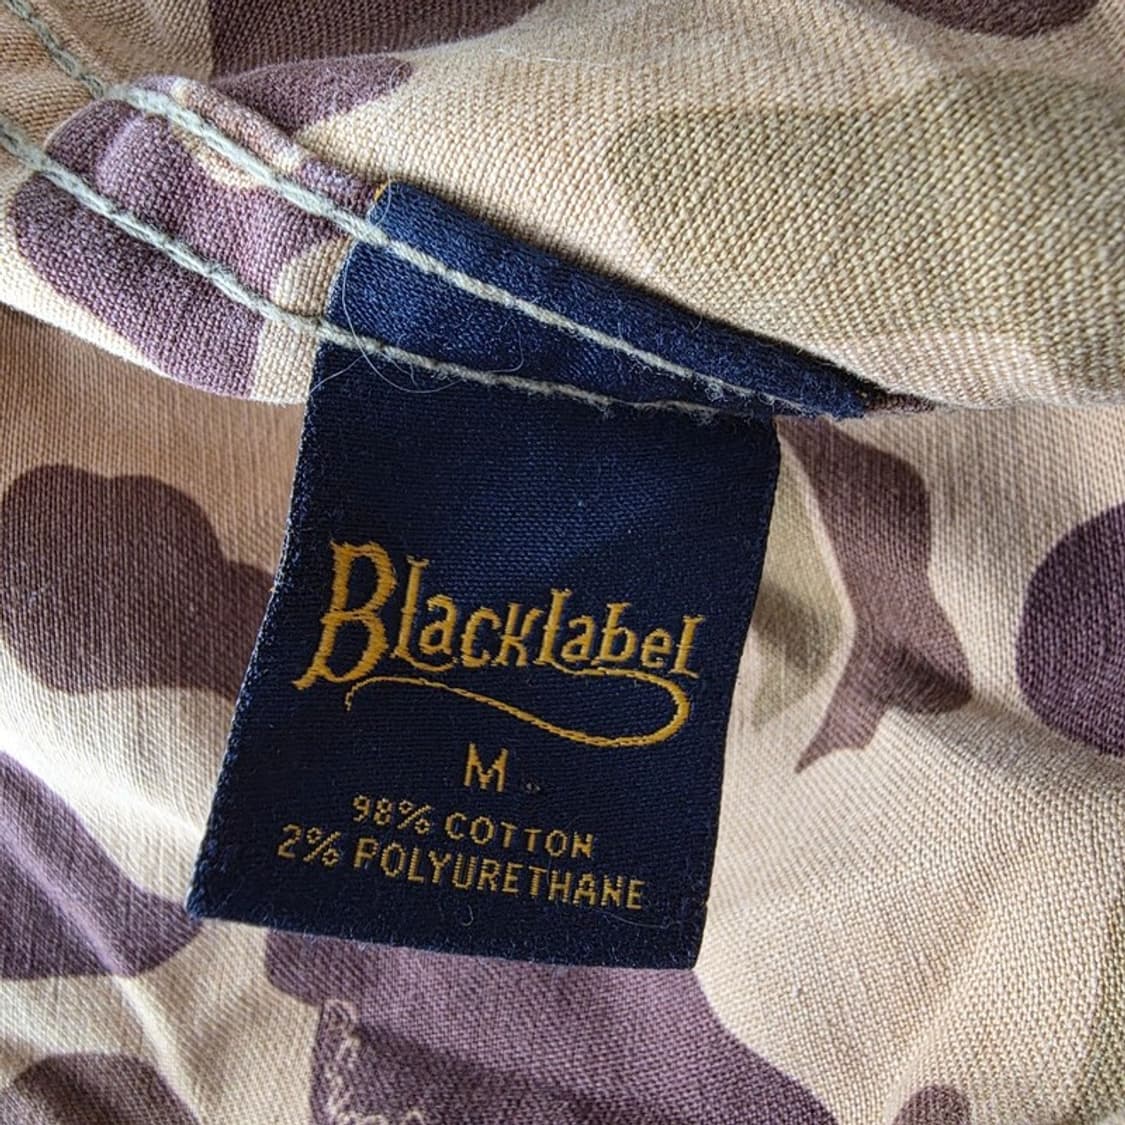 Blacklabel
M
98% COTTON
2% POLYURETHANE